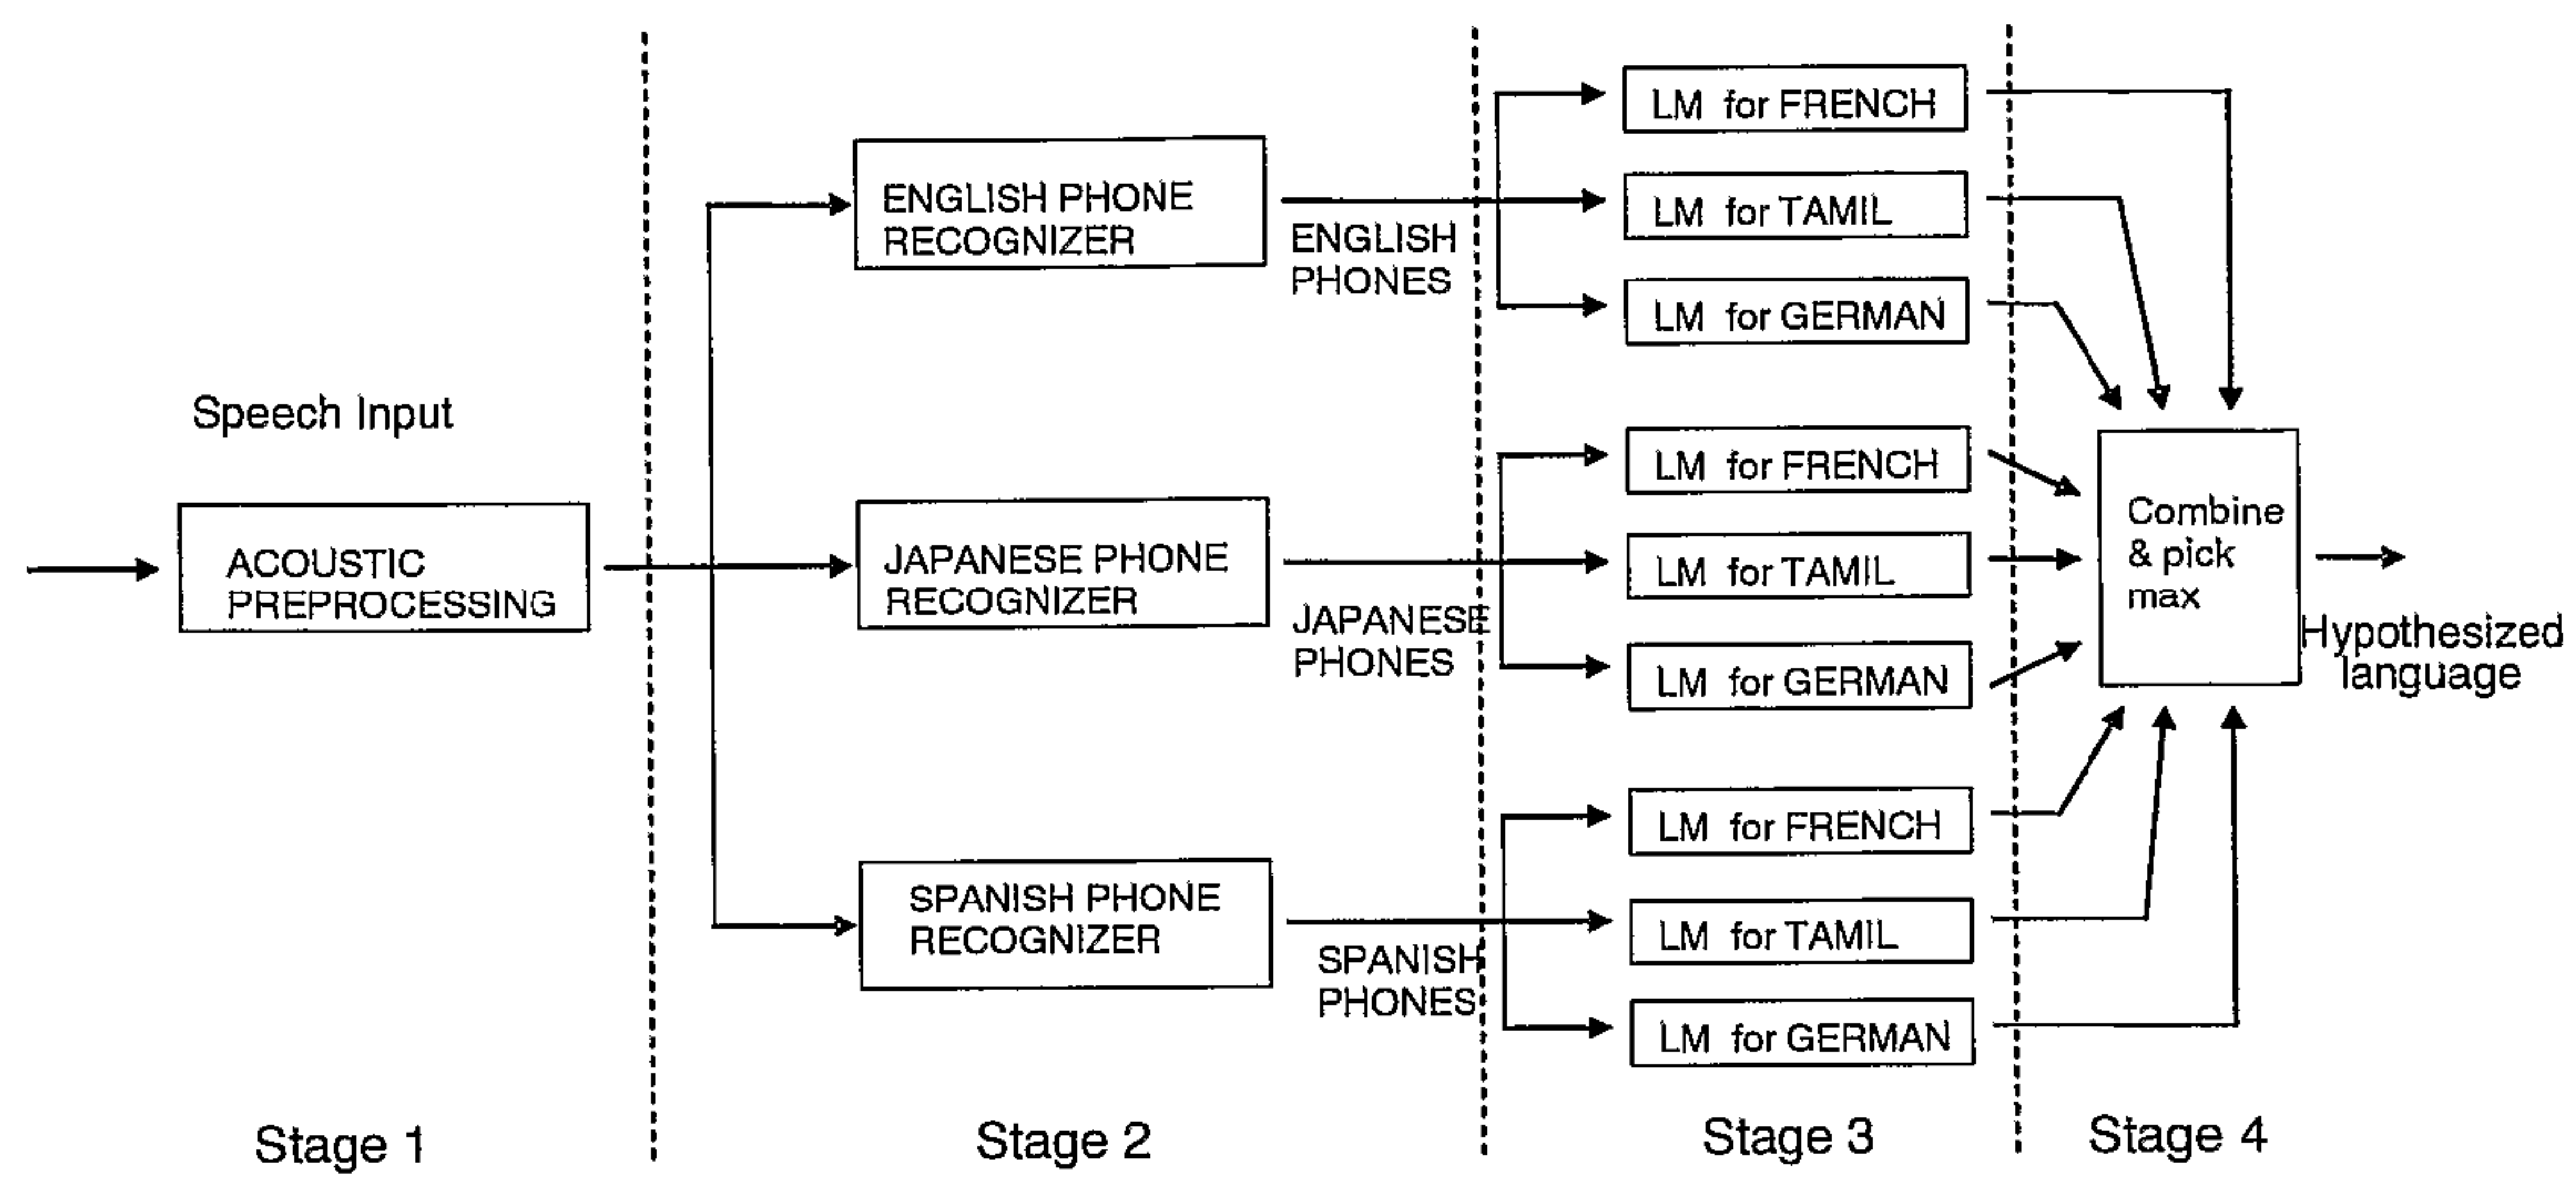 Speech Input
ACOUSTIC
PREPROCESSING
Stage 1
ENGLISH PHONE
RECOGNIZER
ENGLISH
PHONES
JAPANESE PHONE
RECOGNIZER
JAPANESE
PHONES
SPANISH PHONE
RECOGNIZER
SPANISH
PHONES
Stage 2
LM for FRENCH
LM for TAMIL
LM for GERMAN
LM for FRENCH
LM for TAMIL
LM for GERMAN
LM for FRENCH
LM for TAMIL
LM for GERMAN
Stage 3
Combine
& pick
max
Hypothesized
language
Stage 4